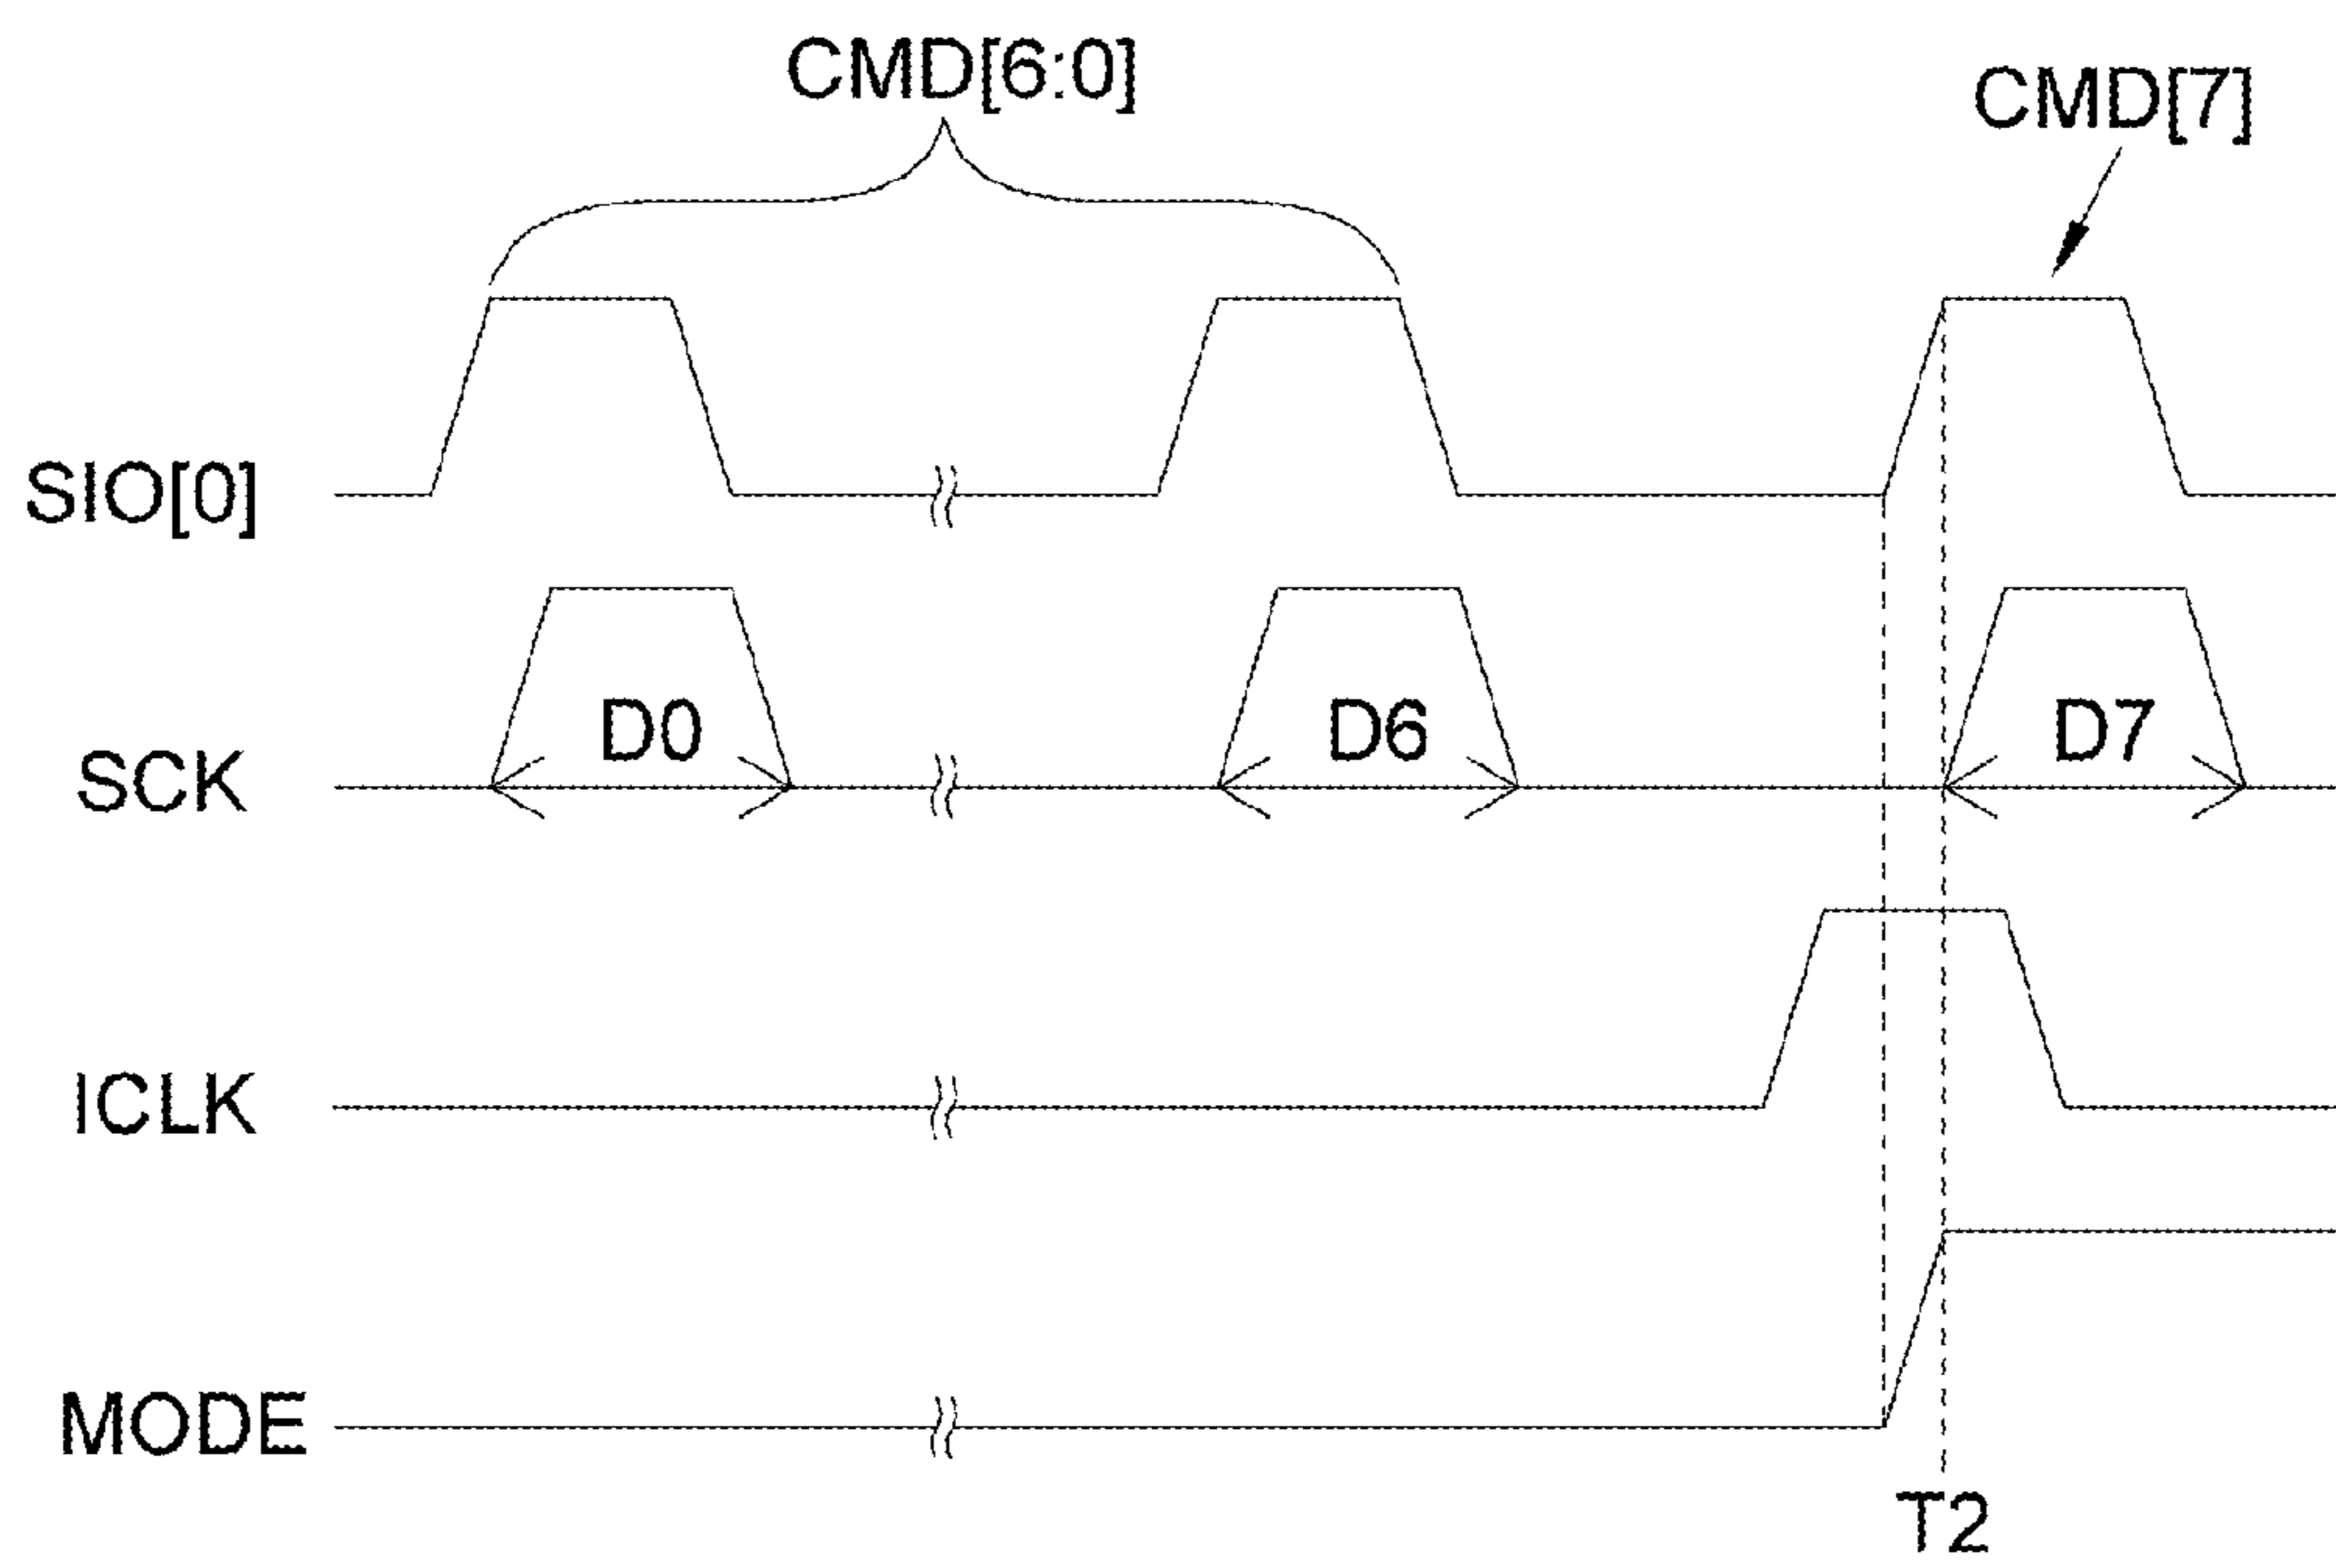 CMD[6:0]
CMD[7]
SIO[0]
D0
D6
D7
SCK
ICLK
MODE
T2